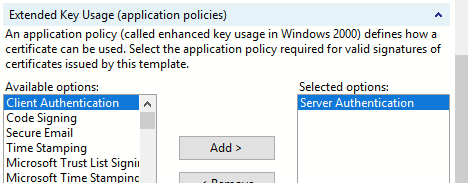 Extended Key Usage (application policies)
An application policy (called enhanced key usage in Windows 2000) defines how a
certificate can be used. Select the application policy required for valid signatures of
certificates issued by this template.
Available options:
Selected options:
Client Authentication
Server Authentication
Code Signing
Secure Email
Time Stamping
Add >
Microsoft Trust List Signi
Microsoft Time Stamping
< Remove